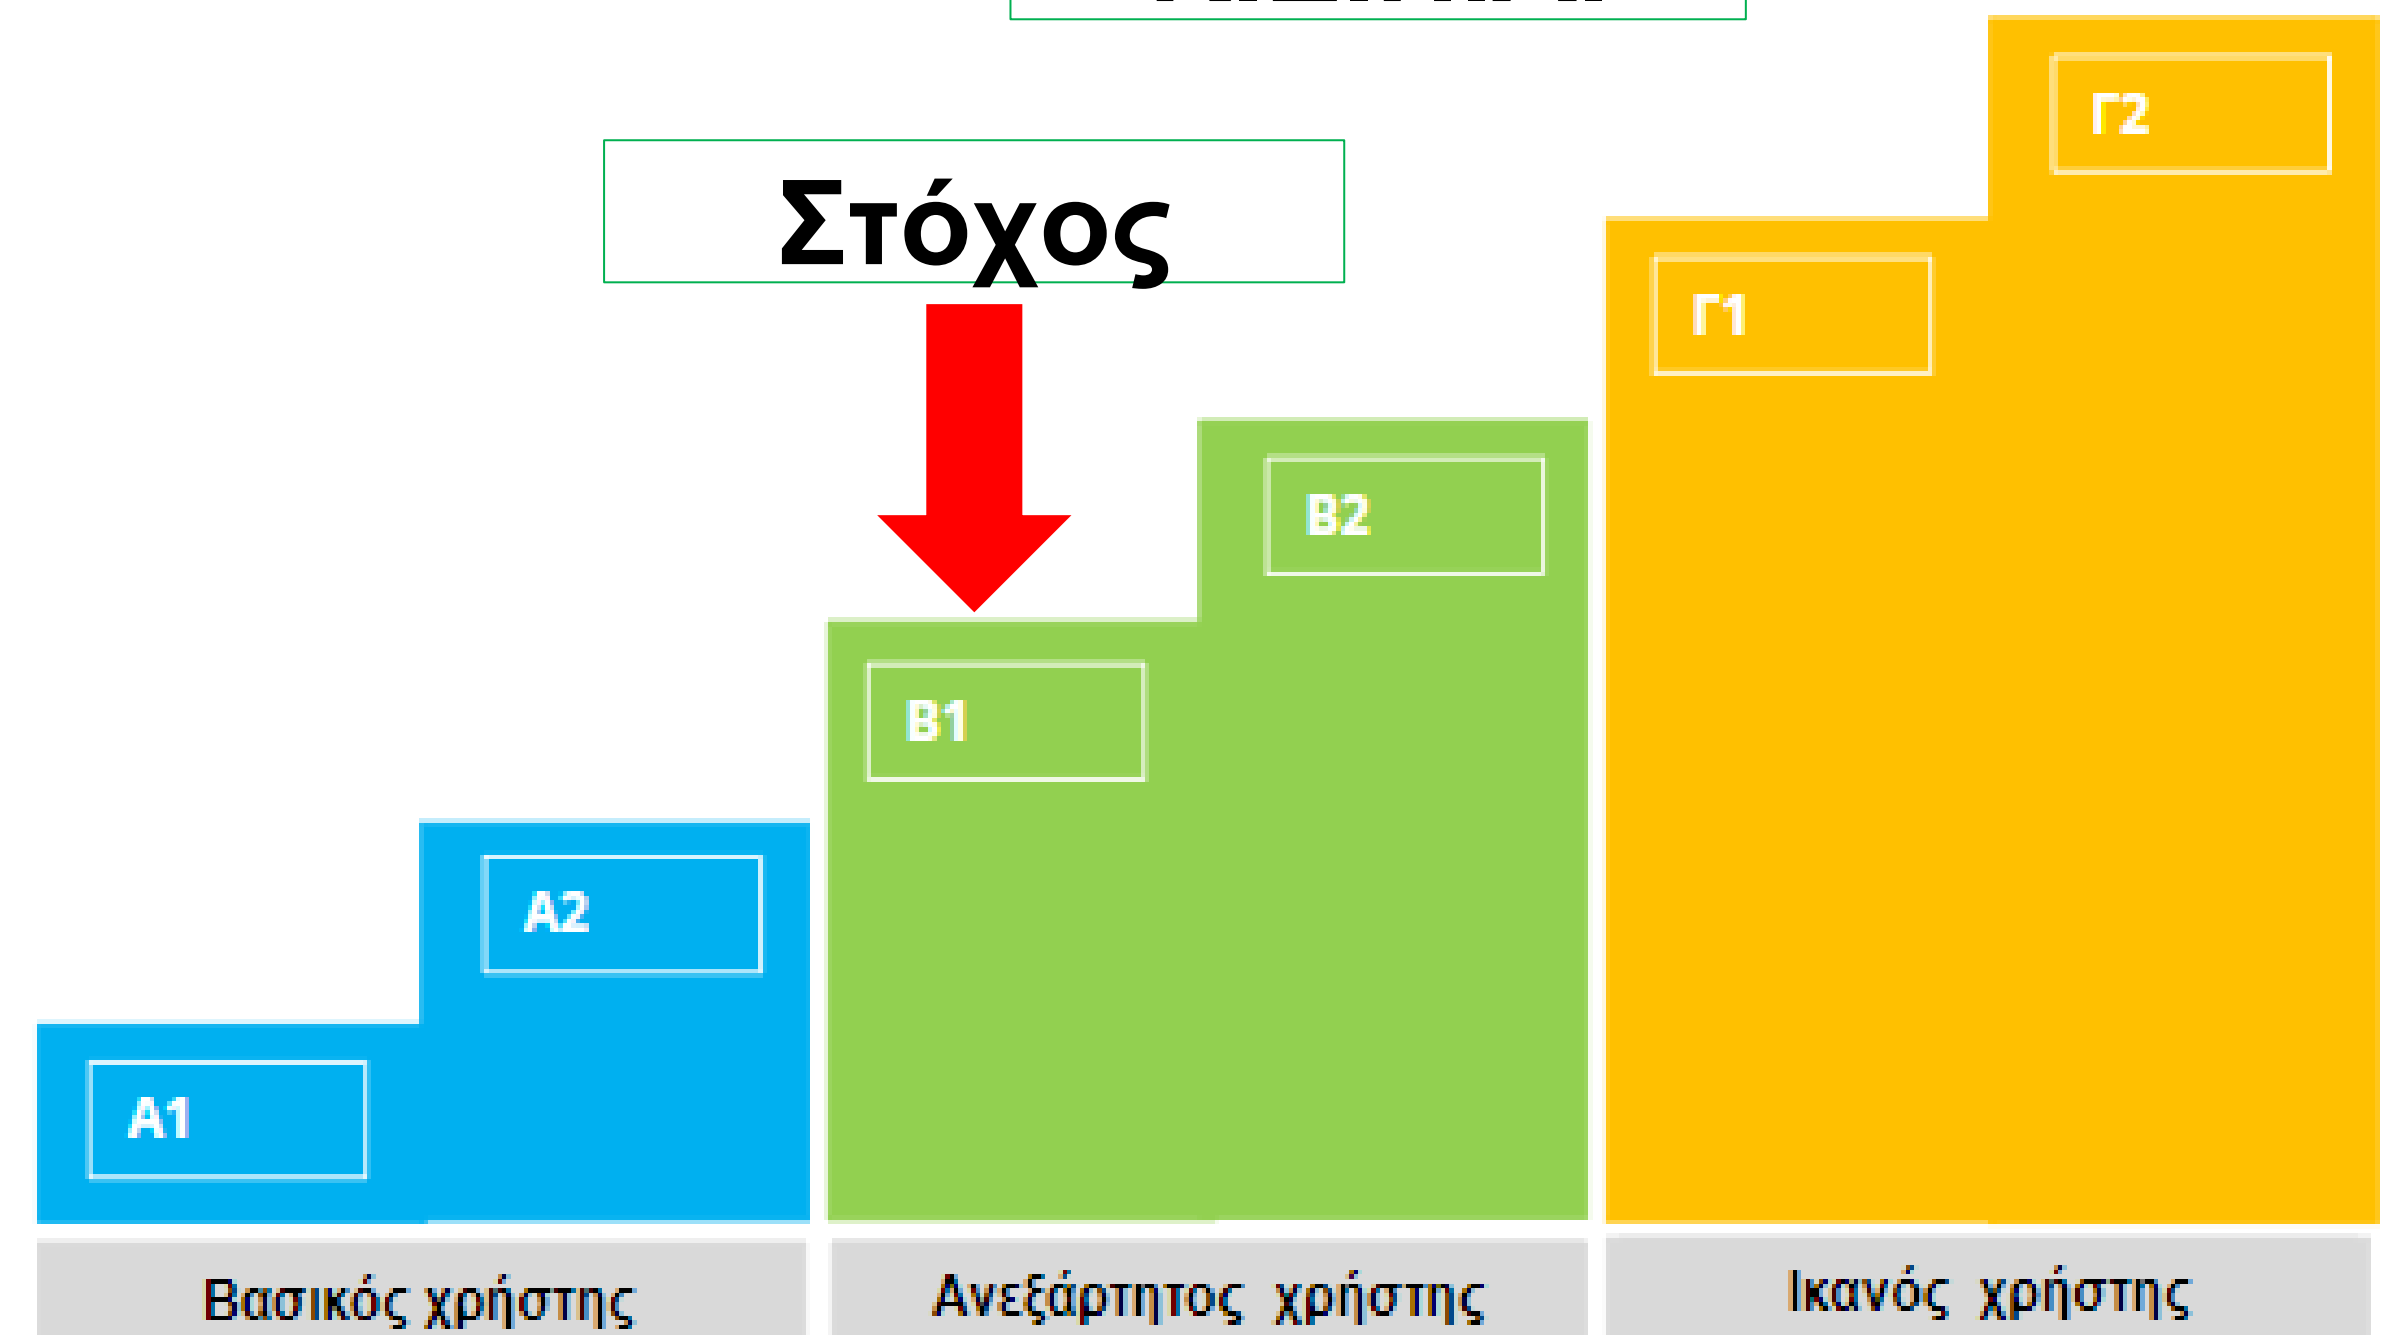 Στόχος
Γ2
Γ1
Β2
Β1
Α2
Α1
Βασικός χρήστης
Ανεξάρτητος χρήστης
Ικανός χρήστης